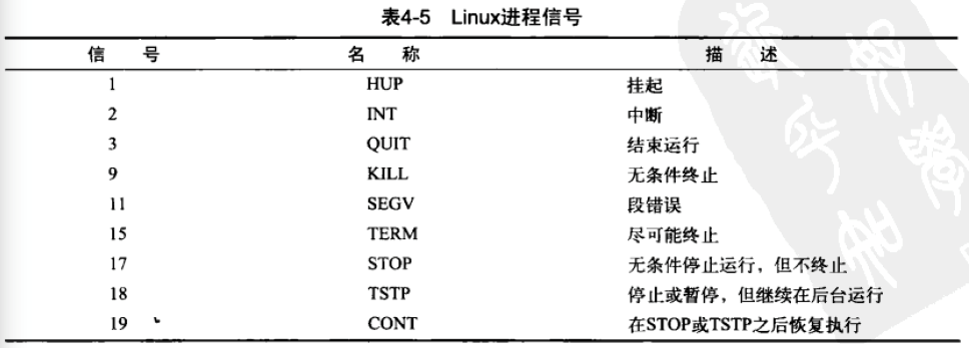 表4-5 Linux进程信号
信 号 名 称 描 述
1 HUP 挂起
2 INT 中断
3 QUIT 结束运行
9 KILL 无条件终止
11 SEGV 段错误
15 TERM 尽可能终止
17 STOP 无条件停止运行，但不终止
18 TSTP 停止或暂停，但继续在后台运行
19 CONT 在STOP或TSTP之后恢复执行